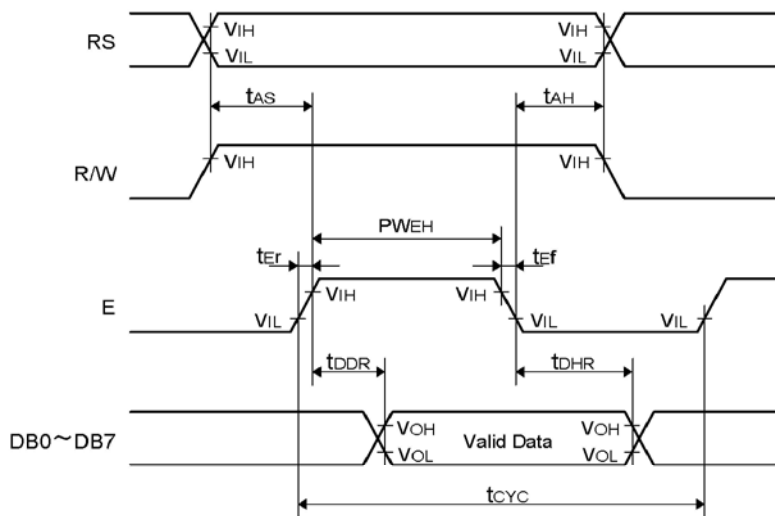 RS VIH VIH
VIL VIL
tAS tAH
R/W VIH VIH
PWEH
tEr tEf
E VIH VIH
VIL VIL VIL
tDDR tDHR
DB0～DB7 VOH Valid Data VOH
VOL VOL
tCYC